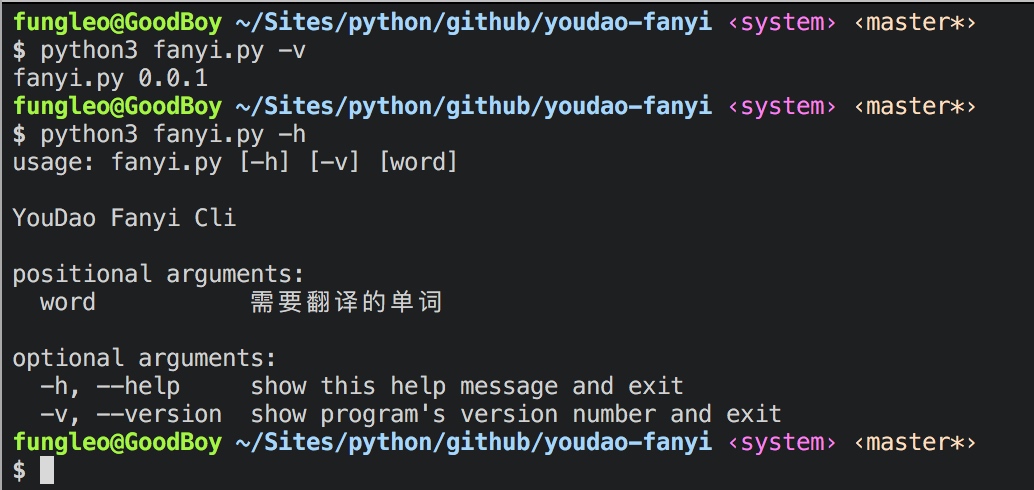 fungleo@GoodBoy ~/Sites/python/github/youdao-fanyi ‹system› ‹master*›
$ python3 fanyi.py -v
fanyi.py 0.0.1
fungleo@GoodBoy ~/Sites/python/github/youdao-fanyi ‹system› ‹master*›
$ python3 fanyi.py -h
usage: fanyi.py [-h] [-v] [word]
YouDao Fanyi Cli
positional arguments:
word 需要翻译的单词
optional arguments:
-h, --help show this help message and exit
-v, --version show program's version number and exit
fungleo@GoodBoy ~/Sites/python/github/youdao-fanyi ‹system› ‹master*›
$